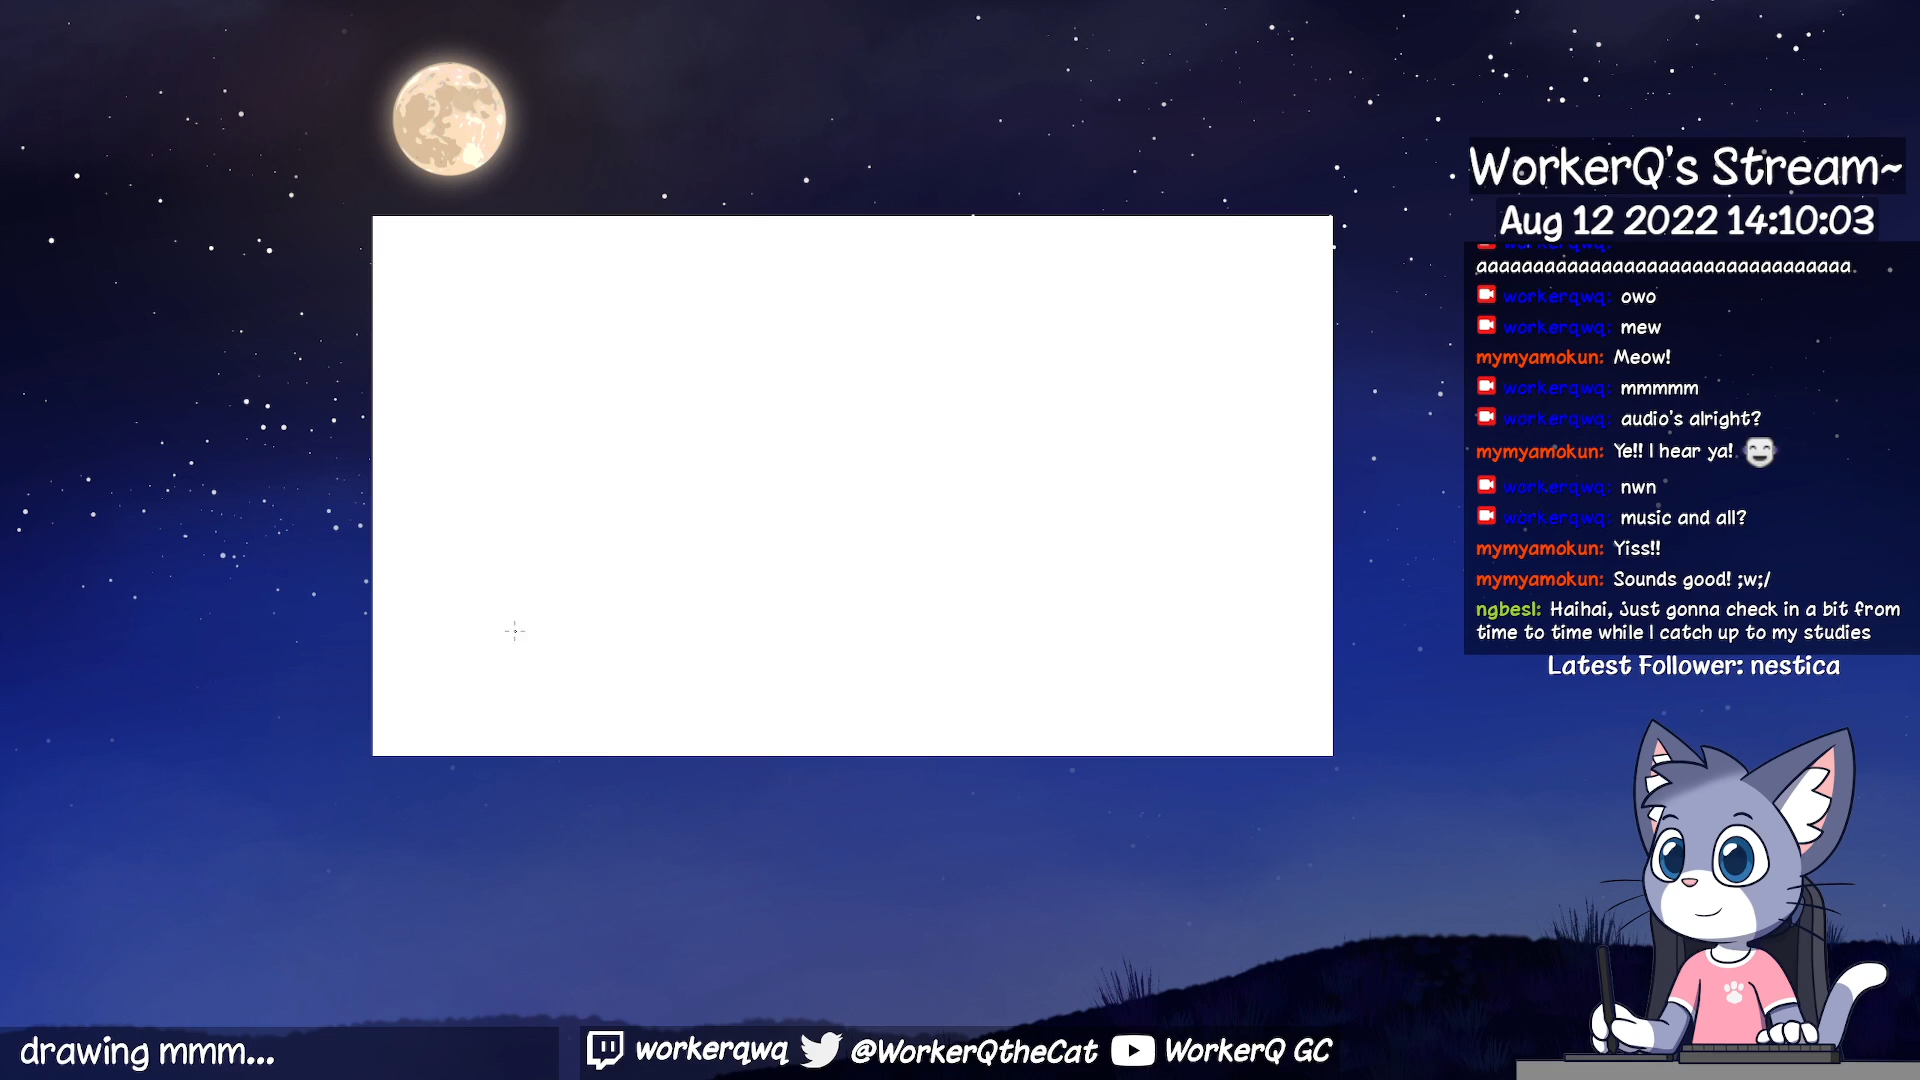 WorkerQ's Stream~
Aug 12 2022 14:10:03
workerqwq:
aaaaaaaaaaaaaaaaaaaaaaaaaaaaaaaaa
workerqwq: owo
workerqwq: mew
mymyamokun: Meow!
workerqwq: mmmmm
workerqwq: audio's alright?
mymyamokun: Ye!! I hear ya!
workerqwq: nwn
workerqwq: music and all?
mymyamokun: Yiss!!
mymyamokun: Sounds good! ;w;/
ngbesl: Haihai, just gonna check in a bit from
time to time while I catch up to my studies
Latest Follower: nestica
drawing mmm...
workerqwq @WorkerQtheCat WorkerQ GC